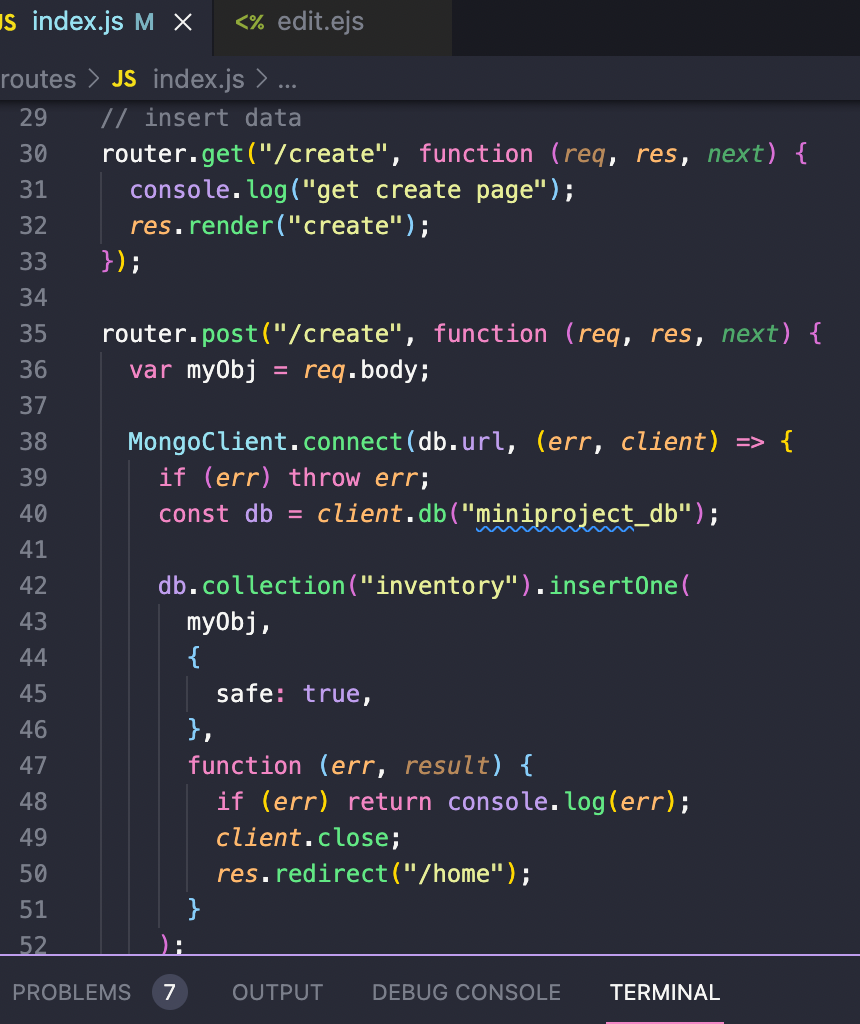 JS index.js M × <% edit.ejs
routes > JS index.js > ...
29 // insert data
30 router.get("/create", function (req, res, next) {
31   console.log("get create page");
32   res.render("create");
33 });
34
35 router.post("/create", function (req, res, next) {
36   var myObj = req.body;
37
38   MongoClient.connect(db.url, (err, client) => {
39     if (err) throw err;
40     const db = client.db("miniproject_db");
41
42     db.collection("inventory").insertOne(
43       myObj,
44       {
45         safe: true,
46       },
47       function (err, result) {
48         if (err) return console.log(err);
49         client.close;
50         res.redirect("/home");
51       }
52     );
PROBLEMS 7 OUTPUT DEBUG CONSOLE TERMINAL